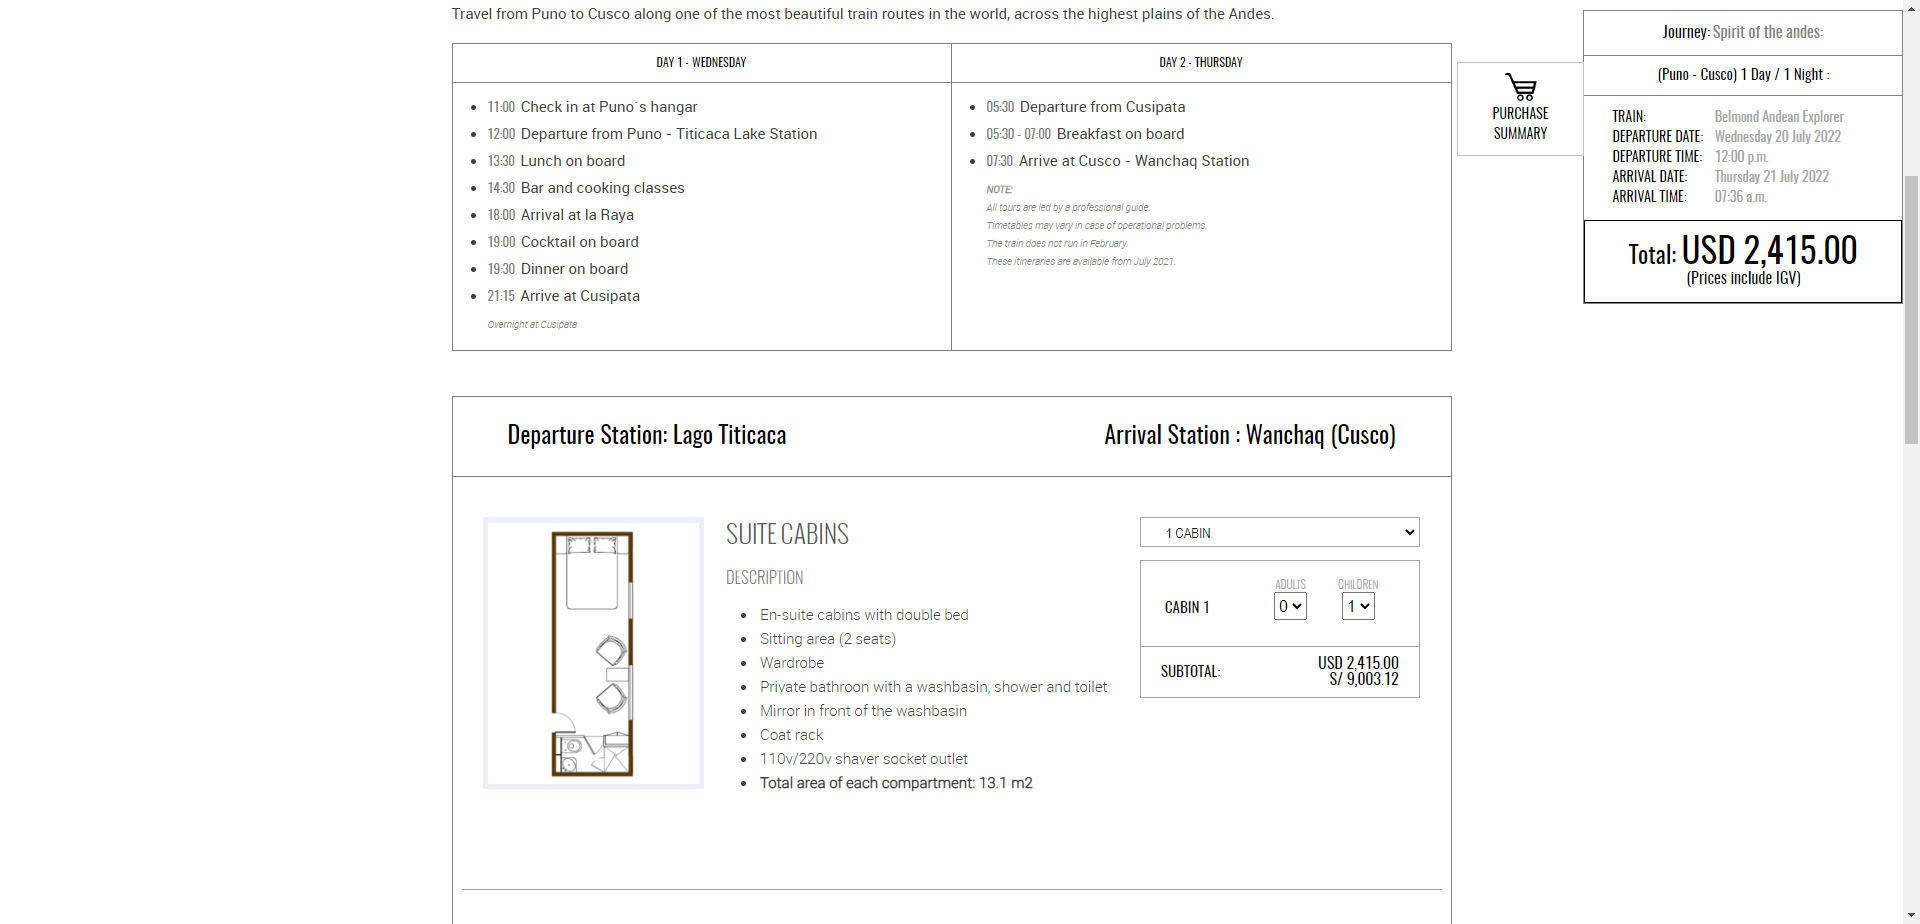 Travel from Puno to Cusco along one of the most beautiful train routes in the world, across the highest plains of the Andes.
DAY 1 - WEDNESDAY
11:00 Check in at Puno´s hangar
12:00 Departure from Puno - Titicaca Lake Station
13:30 Lunch on board
14:30 Bar and cooking classes
18:00 Arrival at la Raya
19:00 Cocktail on board
19:30 Dinner on board
21:15 Arrive at Cusipata
Overnight at Cusipata
DAY 2 - THURSDAY
05:30 Departure from Cusipata
05:30 - 07:00 Breakfast on board
07:30 Arrive at Cusco - Wanchaq Station
NOTE:
All tours are led by a professional guide.
Timetables may vary in case of operational problems.
The train does not run in February.
These itineraries are available from July 2021.
PURCHASE
SUMMARY
Journey: Spirit of the andes:
(Puno - Cusco) 1 Day / 1 Night :
TRAIN: Belmond Andean Explorer
DEPARTURE DATE: Wednesday 20 July 2022
DEPARTURE TIME: 12:00 p.m.
ARRIVAL DATE: Thursday 21 July 2022
ARRIVAL TIME: 07:36 a.m.
Total: USD 2,415.00
(Prices include IGV)
Departure Station: Lago Titicaca
Arrival Station : Wanchaq (Cusco)
SUITE CABINS
DESCRIPTION
En-suite cabins with double bed
Sitting area (2 seats)
Wardrobe
Private bathroon with a washbasin, shower and toilet
Mirror in front of the washbasin
Coat rack
110v/220v shaver socket outlet
Total area of each compartment: 13.1 m2
1 CABIN
ADULTS CHILDREN
CABIN 1 0 1
SUBTOTAL: USD 2,415.00
S/ 9,003.12